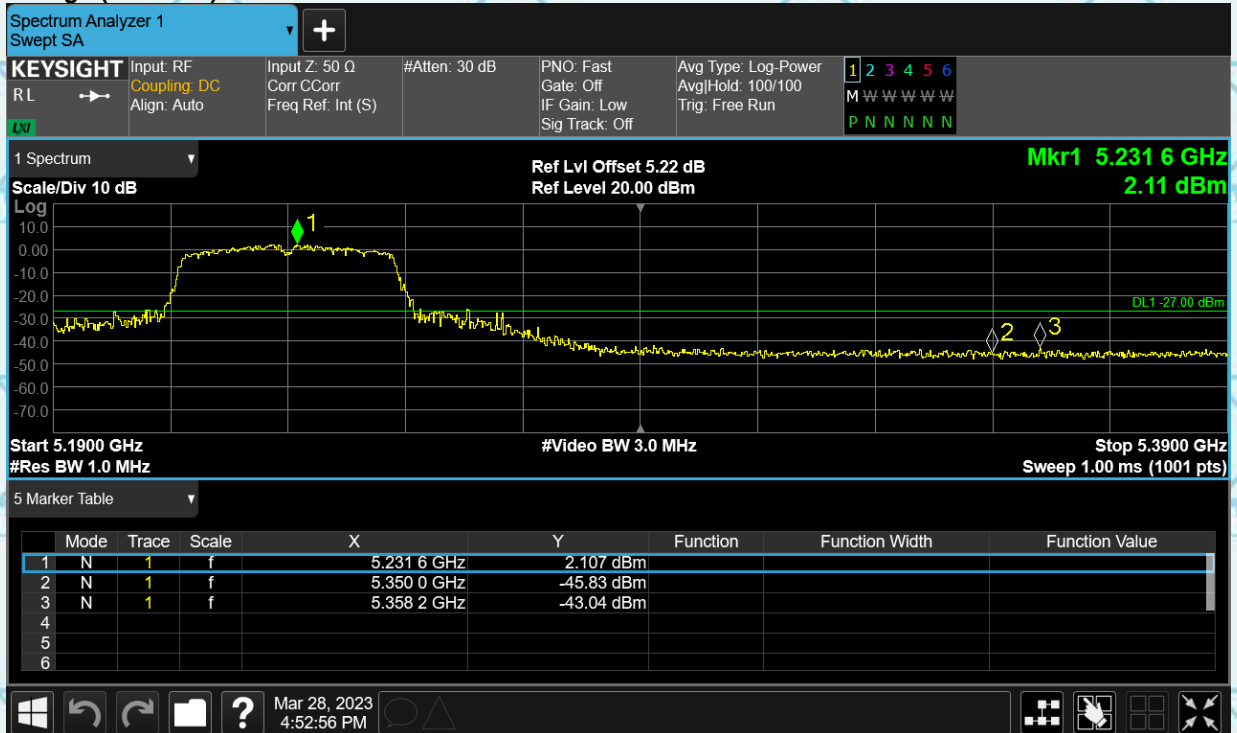 Spectrum Analyzer 1
Swept SA
+
KEYSIGHT
RL
LXI
Input: RF
Coupling: DC
Align: Auto
Input Z: 50 Ω
Corr CCorr
Freq Ref: Int (S)
#Atten: 30 dB
PNO: Fast
Gate: Off
IF Gain: Low
Sig Track: Off
Avg Type: Log-Power
Avg|Hold: 100/100
Trig: Free Run
1 2 3 4 5 6
M W W W W W
P N N N N N
1 Spectrum
Scale/Div 10 dB
Ref Lvl Offset 5.22 dB
Ref Level 20.00 dBm
Mkr1 5.231 6 GHz
2.11 dBm
Log
10.0
0.00
-10.0
-20.0
-30.0
-40.0
-50.0
-60.0
-70.0
1
DL1 -27.00 dBm
2
3
Start 5.1900 GHz
#Res BW 1.0 MHz
#Video BW 3.0 MHz
Stop 5.3900 GHz
Sweep 1.00 ms (1001 pts)
5 Marker Table
Mode Trace Scale X Y Function Function Width Function Value
1 N 1 f 5.231 6 GHz 2.107 dBm
2 N 1 f 5.350 0 GHz -45.83 dBm
3 N 1 f 5.358 2 GHz -43.04 dBm
4
5
6
?
Mar 28, 2023
4:52:56 PM